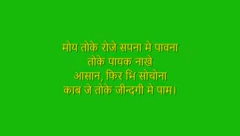 मोय तोके रोजे सपना मे पावना
तोके पायक नाखे
आसान, फिर भि सोचोना
काब जे तोके जीन्दगी मे पाम।